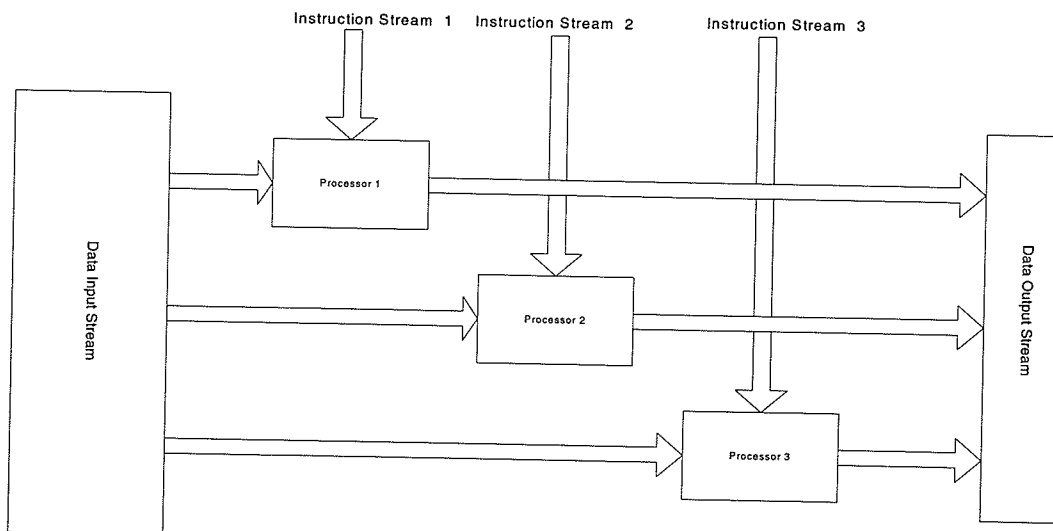 Instruction Stream 1
Instruction Stream 2
Instruction Stream 3
Processor 1
Data Input Stream
Data Output Stream
Processor 2
Processor 3